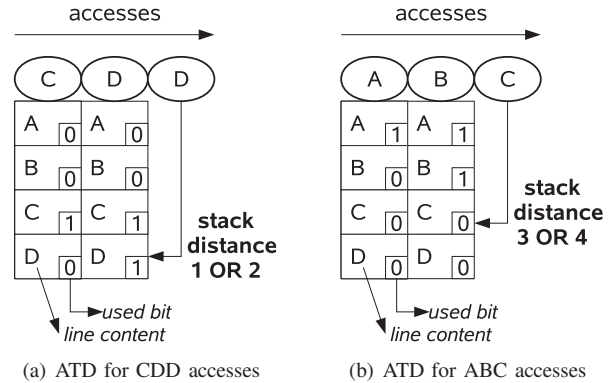 accesses
C D D
A 0 A 0
B 0 B 0
C 1 C 1
D 0 D 1
stack
distance
1 OR 2
used bit
line content
(a) ATD for CDD accesses
accesses
A B C
A 1 A 1
B 0 B 1
C 0 C 0
D 0 D 0
stack
distance
3 OR 4
used bit
line content
(b) ATD for ABC accesses